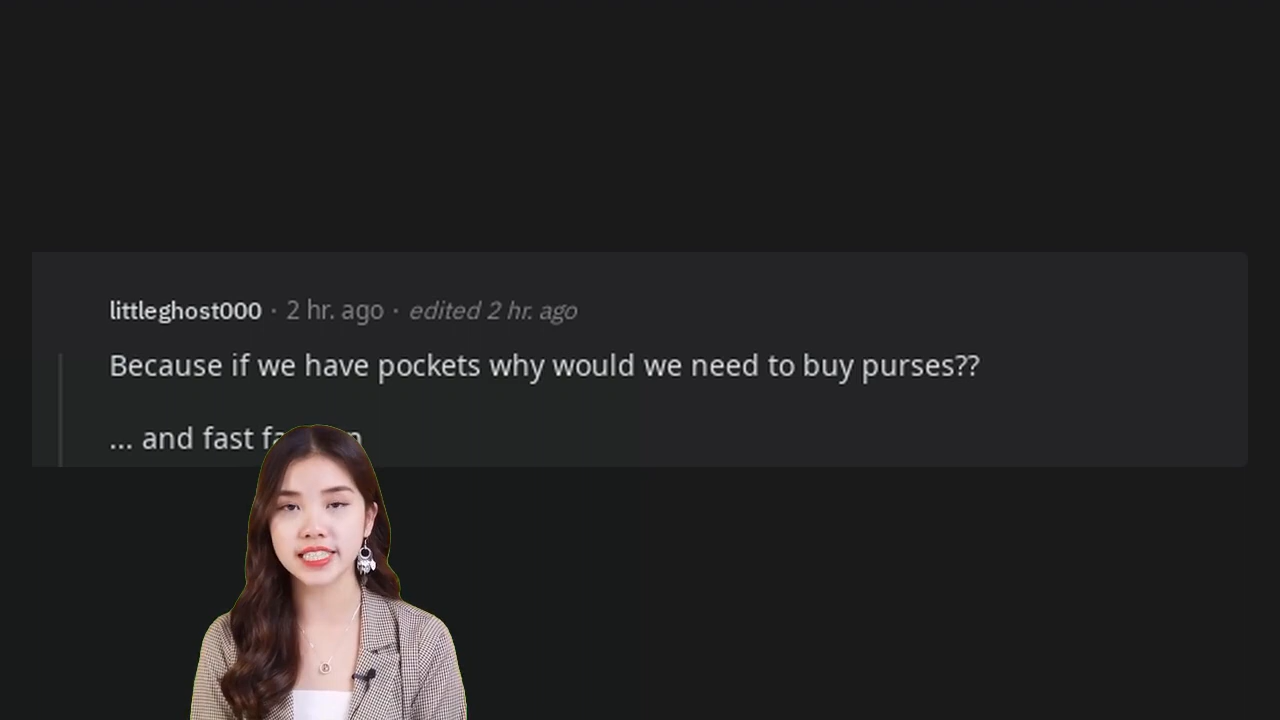 littleghost000 · 2 hr. ago · edited 2 hr. ago
Because if we have pockets why would we need to buy purses??
... and fast